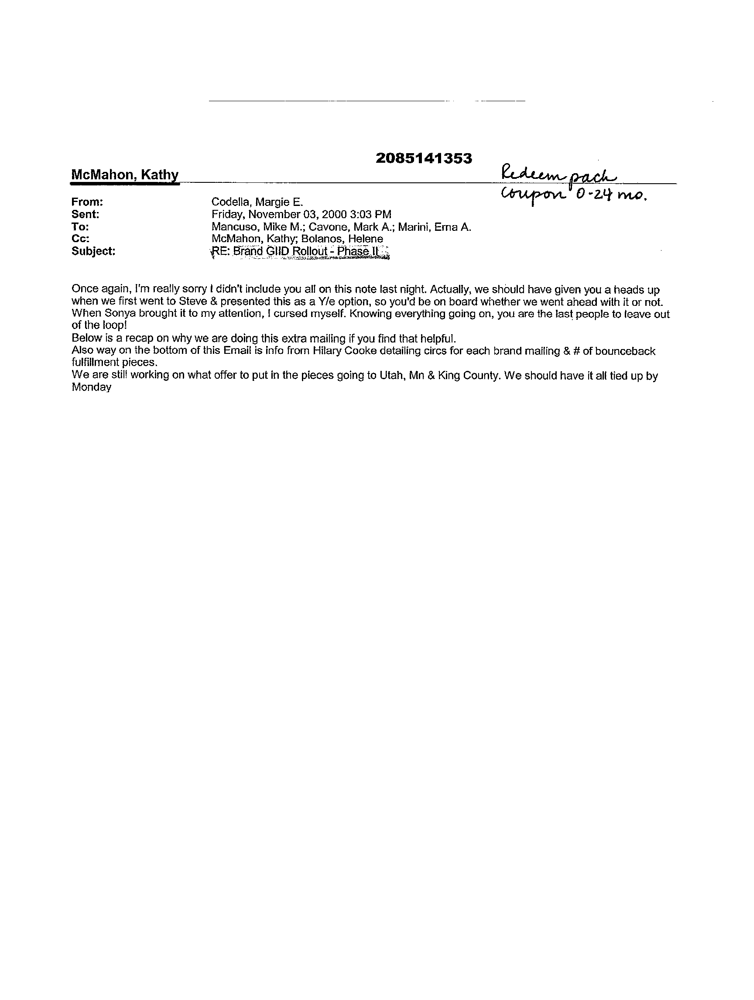 2085141353
McMahon, Kathy
Redeem pach
Coupon 0-24 mo.
From: Codella, Margie E.
Sent: Friday, November 03, 2000 3:03 PM
To: Mancuso, Mike M.; Cavone, Mark A.; Marini, Erna A.
Cc: McMahon, Kathy; Bolanos, Helene
Subject: RE: Brand GIID Rollout - Phase II
Once again, I'm really sorry I didn't include you all on this note last night. Actually, we should have given you a heads up
when we first went to Steve & presented this as a Y/e option, so you'd be on board whether we went ahead with it or not.
When Sonya brought it to my attention, I cursed myself. Knowing everything going on, you are the last people to leave out
of the loop!
Below is a recap on why we are doing this extra mailing if you find that helpful.
Also way on the bottom of this Email is info from Hilary Cooke detailing circs for each brand mailing & # of bounceback
fulfillment pieces.
We are still working on what offer to put in the pieces going to Utah, Mn & King County. We should have it all tied up by
Monday